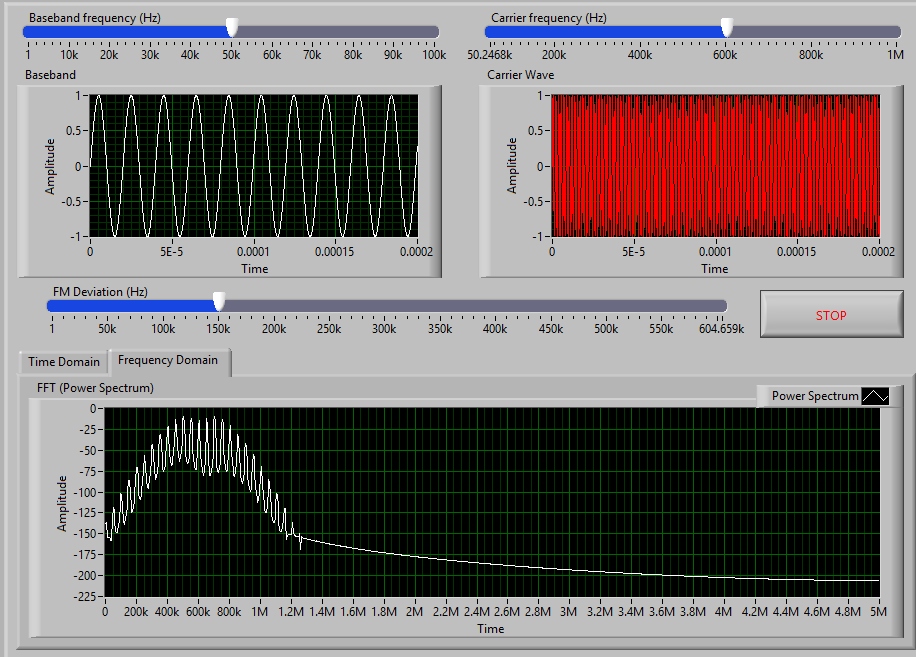 Baseband frequency (Hz)
1 10k 20k 30k 40k 50k 60k 70k 80k 90k 100k
Carrier frequency (Hz)
50.2468k 200k 400k 600k 800k 1M
Baseband
Amplitude
1
0.5
0
-0.5
-1
0 5E-5 0.0001 0.00015 0.0002
Time
Carrier Wave
Amplitude
1
0.5
0
-0.5
-1
0 5E-5 0.0001 0.00015 0.0002
Time
FM Deviation (Hz)
1 50k 100k 150k 200k 250k 300k 350k 400k 450k 500k 550k 604.659k
STOP
Time Domain
Frequency Domain
FFT (Power Spectrum)
Power Spectrum
Amplitude
0
-25
-50
-75
-100
-125
-150
-175
-200
-225
0 200k 400k 600k 800k 1M 1.2M 1.4M 1.6M 1.8M 2M 2.2M 2.4M 2.6M 2.8M 3M 3.2M 3.4M 3.6M 3.8M 4M 4.2M 4.4M 4.6M 4.8M 5M
Time